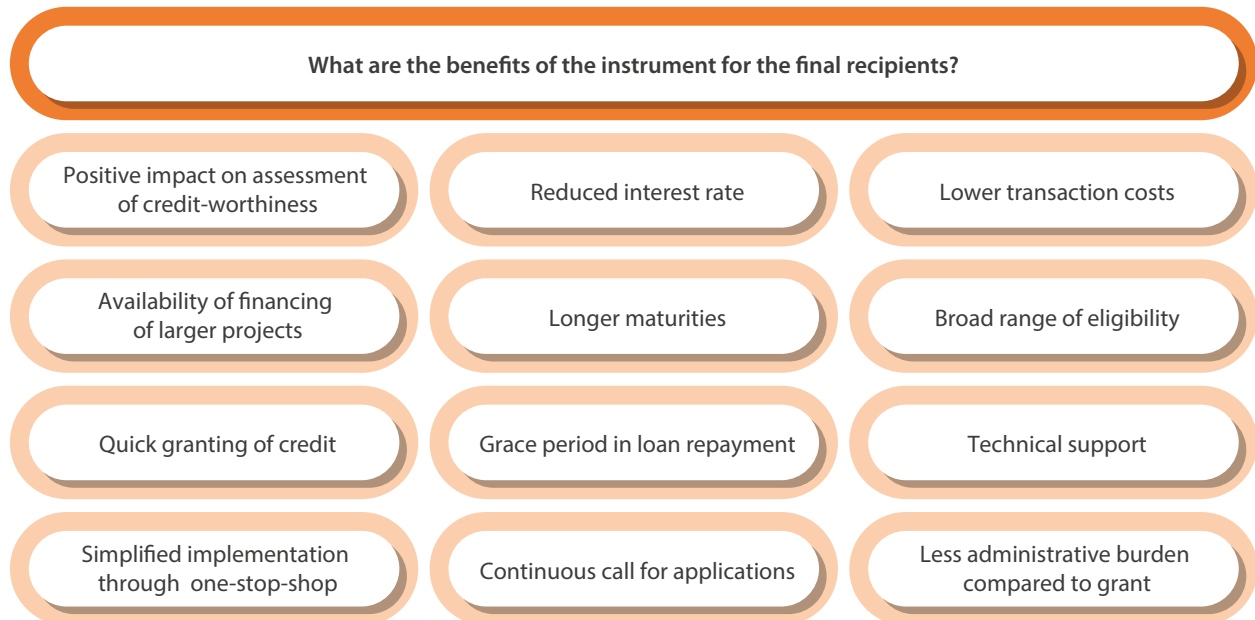 What are the benefits of the instrument for the final recipients?
Positive impact on assessment
of credit-worthiness
Reduced interest rate
Lower transaction costs
Availability of financing
of larger projects
Longer maturities
Broad range of eligibility
Quick granting of credit
Grace period in loan repayment
Technical support
Simplified implementation
through one-stop-shop
Continuous call for applications
Less administrative burden
compared to grant